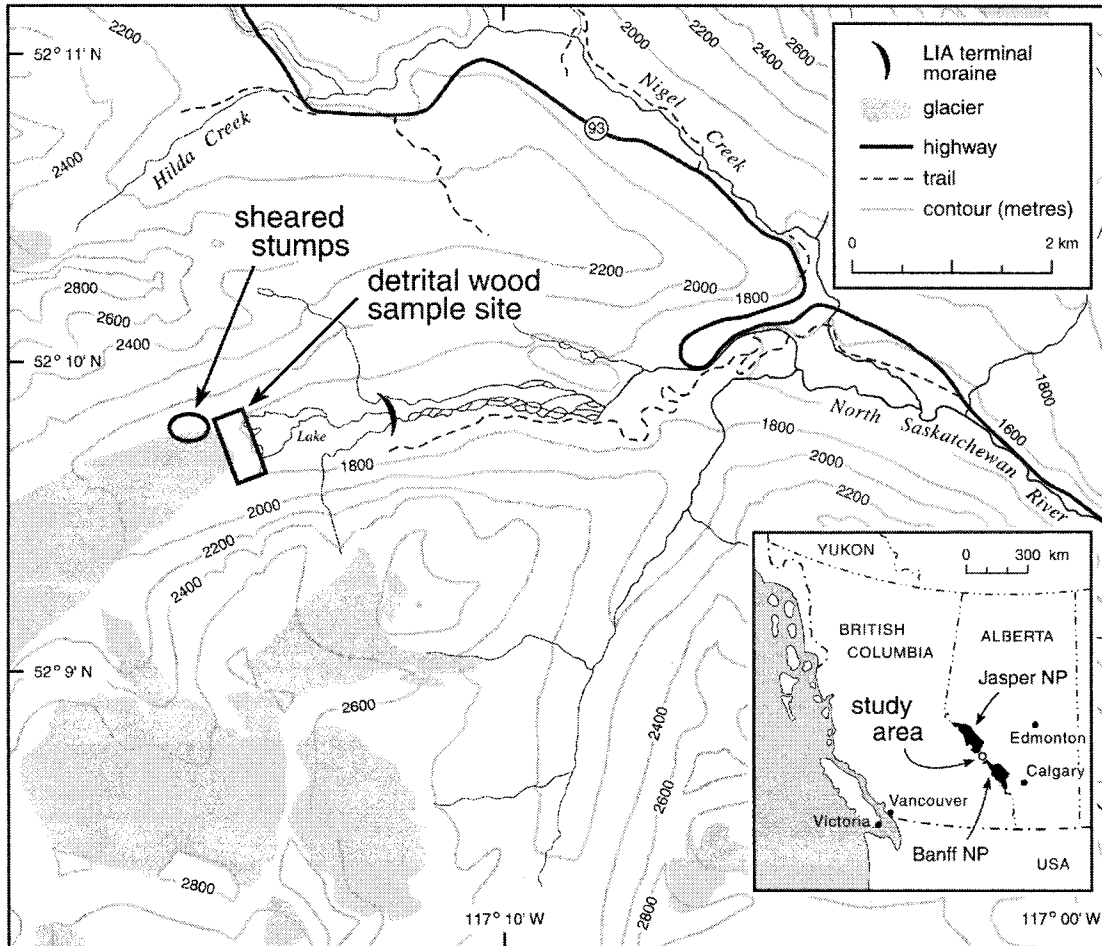 2200
52° 11' N
2400
Hilda Creek
2000
1800
2000
2200
2400
2600
Nigel
Creek
93
LIA terminal
moraine
glacier
highway
trail
contour (metres)
0
2 km
sheared
stumps
detrital wood
sample site
2800
2600
2400
2200
2000
1800
52° 10' N
Lake
1800
2000
2200
2400
North Saskatchewan
River
1800
2000
2200
1600
1800
52° 9' N
2600
2400
2600
2800
2800
117° 10' W
117° 00' W
YUKON
0
300 km
BRITISH
COLUMBIA
ALBERTA
Jasper NP
study
area
Edmonton
Calgary
Vancouver
Victoria
Banff NP
USA